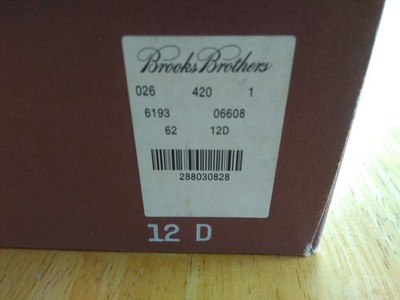 Brooks Brothers
026 420 1
6193 06608
62 12D
288030828
12 D